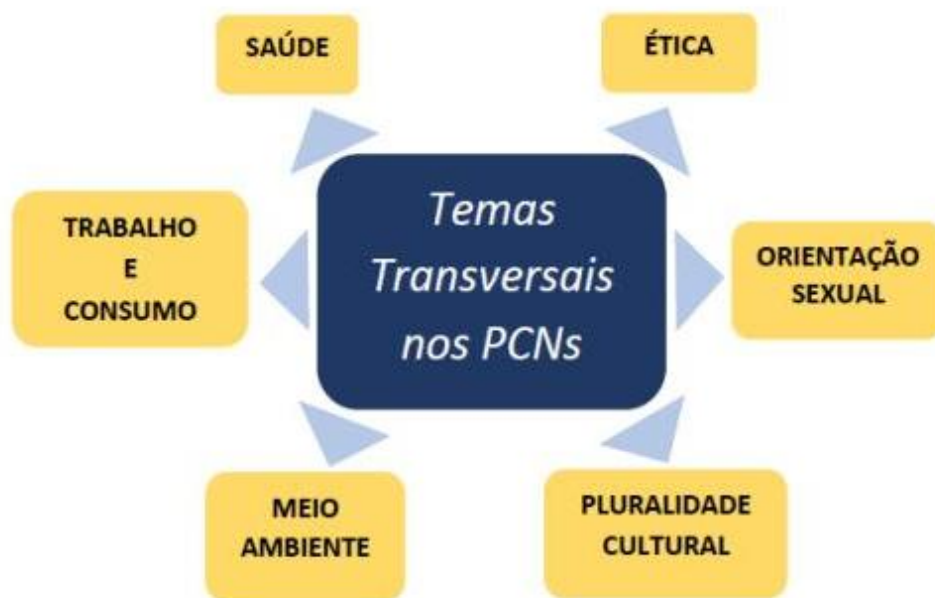 SAÚDE
ÉTICA
Temas
Transversais
nos PCNs
TRABALHO
E
CONSUMO
ORIENTAÇÃO
SEXUAL
MEIO
AMBIENTE
PLURALIDADE
CULTURAL